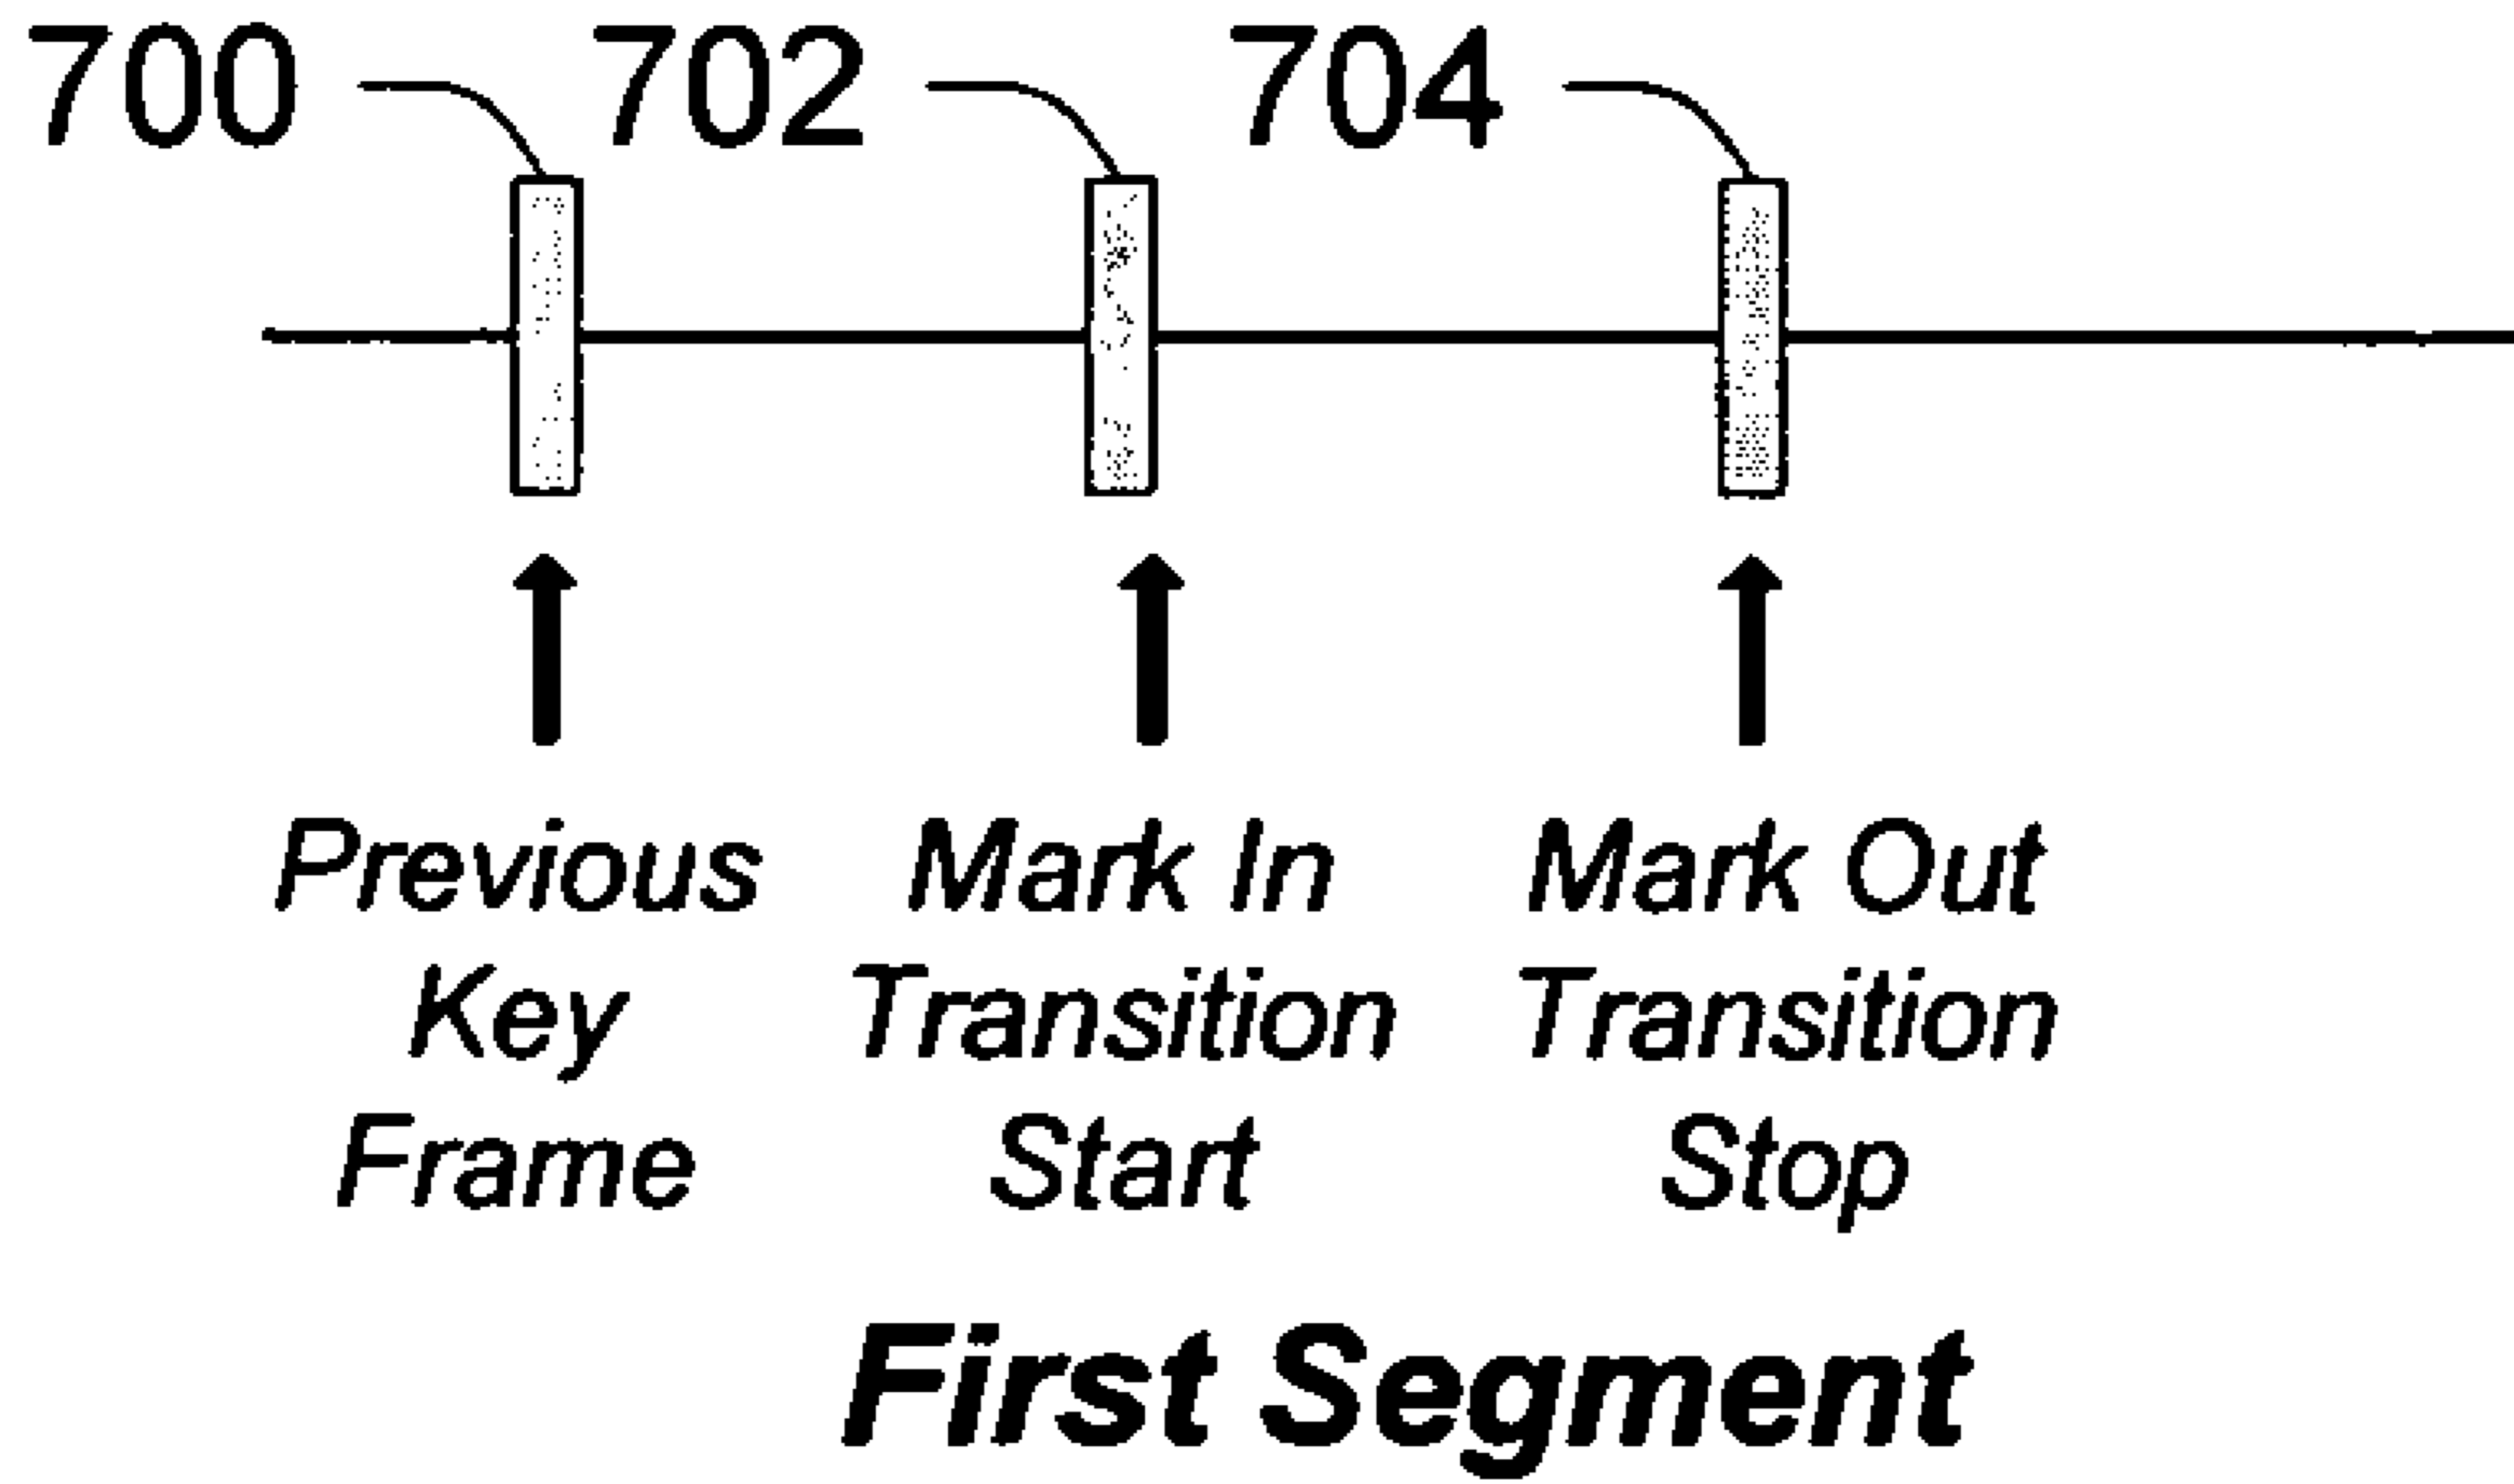 700 702 704
Previous Mark In Mark Out
Key Transition Transition
Frame Start Stop
First Segment